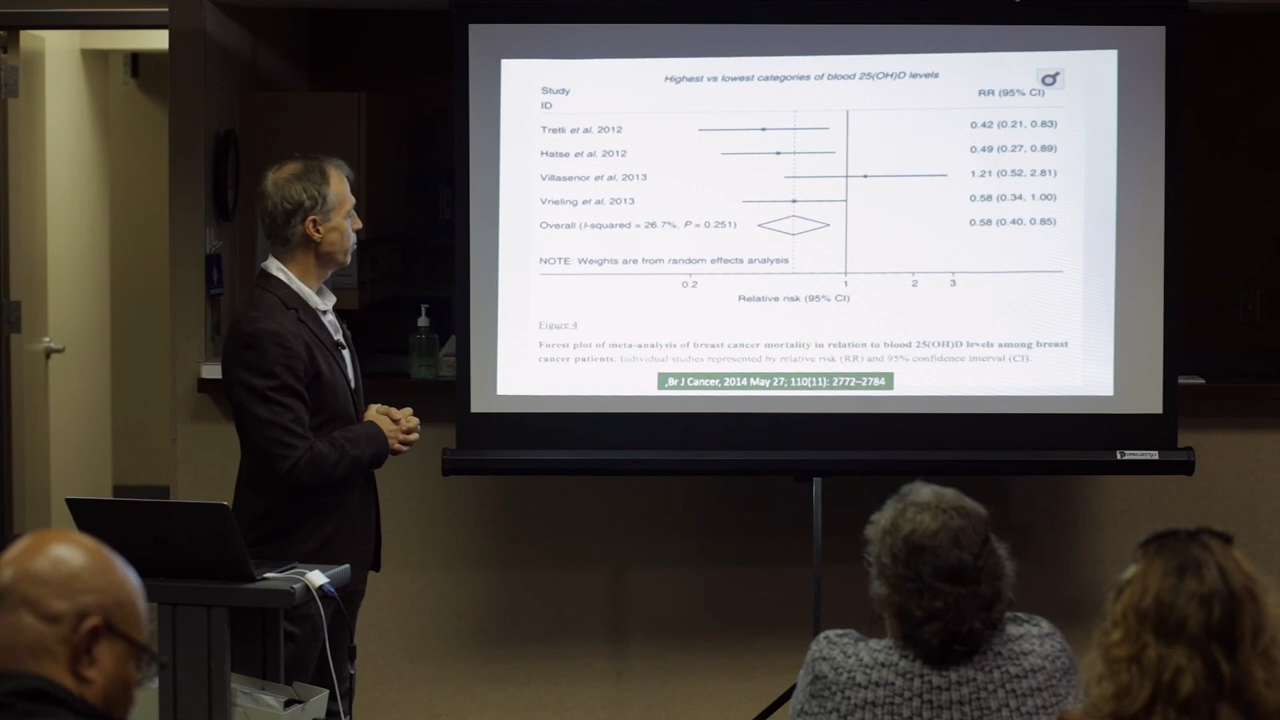 Highest vs lowest categories of blood 25(OH)D levels
Study ID
RR (95% CI)
Tretli et al, 2012 0.42 (0.21, 0.83)
Hatse et al, 2012 0.49 (0.27, 0.89)
Villasenor et al, 2013 1.21 (0.52, 2.81)
Vrieling et al, 2013 0.58 (0.34, 1.00)
Overall (I-squared = 26.7%, P = 0.251) 0.58 (0.40, 0.85)
NOTE: Weights are from random effects analysis
0.2 1 2 3
Relative risk (95% CI)
Figure 4
Forest plot of meta-analysis of breast cancer mortality in relation to blood 25(OH)D levels among breast
cancer patients. Individual studies represented by relative risk (RR) and 95% confidence interval (CI).
,Br J Cancer, 2014 May 27; 110(11): 2772–2784